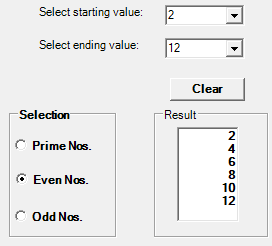 Select starting value: 2
Select ending value: 12
Clear
Selection
Prime Nos.
Even Nos.
Odd Nos.
Result
2
4
6
8
10
12